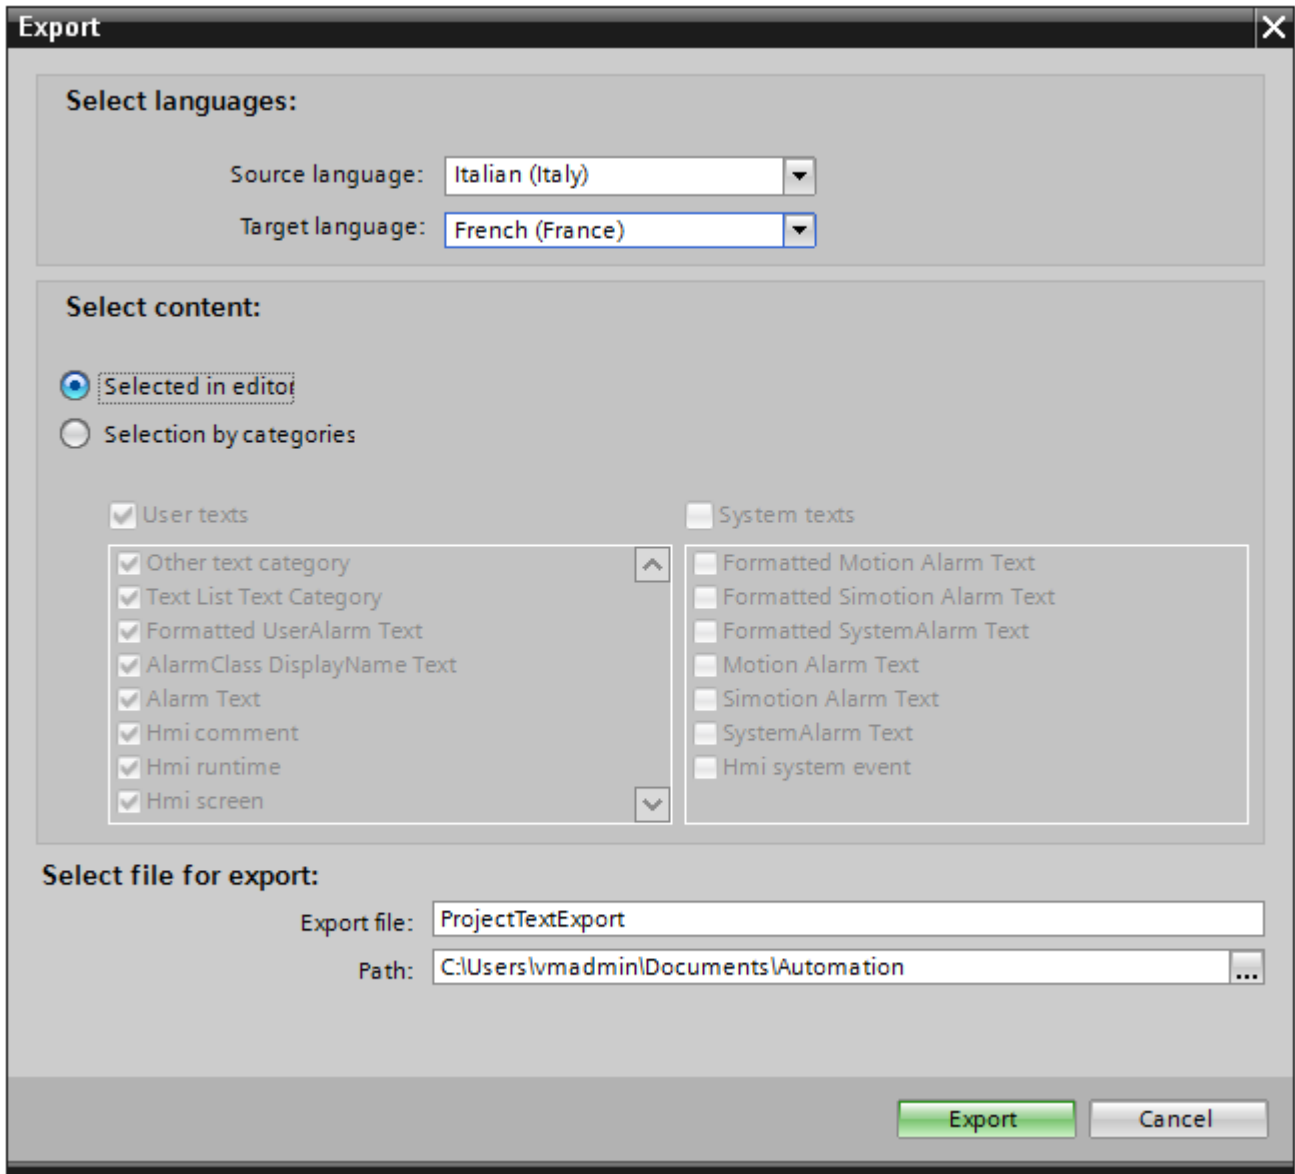 Export
Select languages:
Source language: Italian (Italy)
Target language: French (France)
Select content:
Selected in editor
Selection by categories
User texts
Other text category
Text List Text Category
Formatted UserAlarm Text
AlarmClass DisplayName Text
Alarm Text
Hmi comment
Hmi runtime
Hmi screen
System texts
Formatted Motion Alarm Text
Formatted Simotion Alarm Text
Formatted SystemAlarm Text
Motion Alarm Text
Simotion Alarm Text
SystemAlarm Text
Hmi system event
Select file for export:
Export file: ProjectTextExport
Path: C:\Users\vmadmin\Documents\Automation ...
Export Cancel